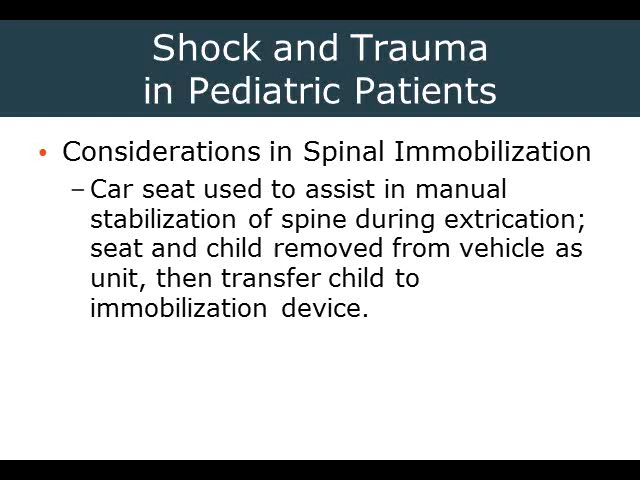 Shock and Trauma
in Pediatric Patients
• Considerations in Spinal Immobilization
– Car seat used to assist in manual
stabilization of spine during extrication;
seat and child removed from vehicle as
unit, then transfer child to
immobilization device.